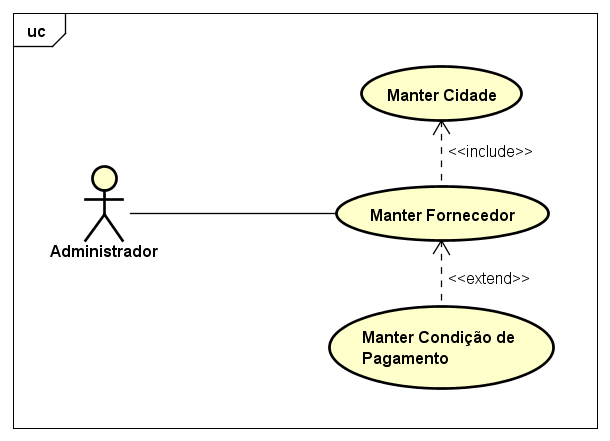 uc
Manter Cidade
<<include>>
Manter Fornecedor
Administrador
<<extend>>
Manter Condição de
Pagamento